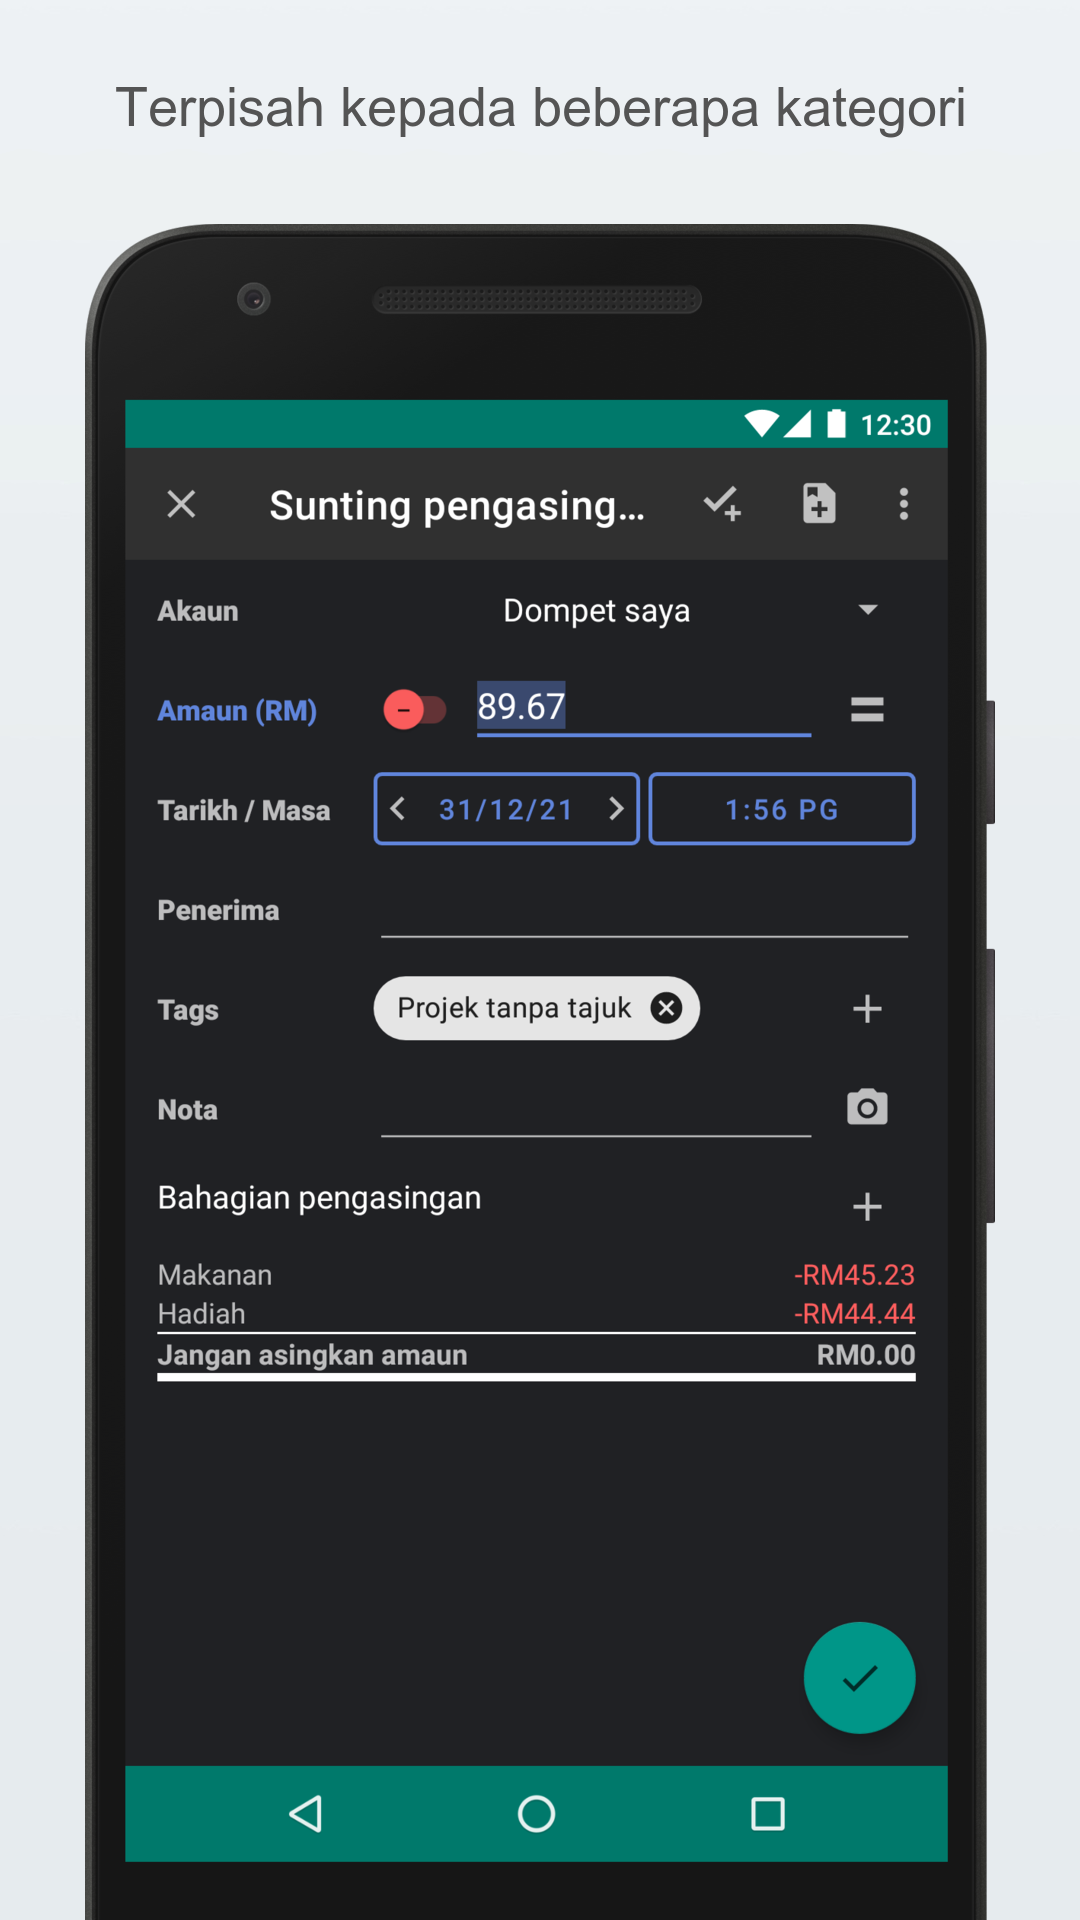 Terpisah kepada beberapa kategori
12:30
Sunting pengasing...
Akaun Dompet saya
Amaun (RM) 89.67
Tarikh / Masa 31/12/21 1:56 PG
Penerima
Tags Projek tanpa tajuk
Nota
Bahagian pengasingan
Makanan -RM45.23
Hadiah -RM44.44
Jangan asingkan amaun RM0.00